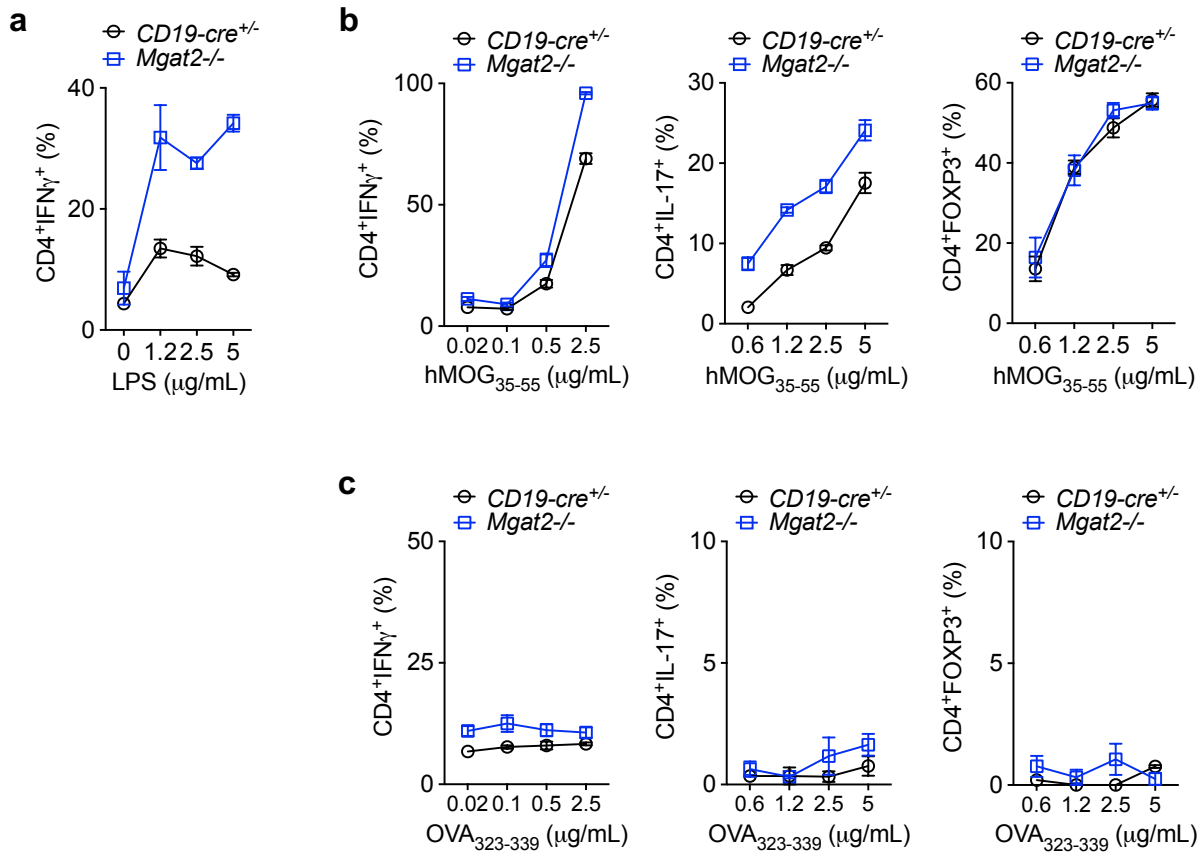 a
CD19-cre+/-
Mgat2-/-
CD4+IFNγ+ (%)
40
20
0
0 1.2 2.5 5
LPS (μg/mL)
b
CD19-cre+/-
Mgat2-/-
CD4+IFNγ+ (%)
100
50
0
0.02 0.1 0.5 2.5
hMOG35-55 (μg/mL)
CD19-cre+/-
Mgat2-/-
CD4+IL-17+ (%)
30
20
10
0
0.6 1.2 2.5 5
hMOG35-55 (μg/mL)
CD19-cre+/-
Mgat2-/-
CD4+FOXP3+ (%)
60
40
20
0
0.6 1.2 2.5 5
hMOG35-55 (μg/mL)
c
CD19-cre+/-
Mgat2-/-
CD4+IFNγ+ (%)
50
25
0
0.02 0.1 0.5 2.5
OVA323-339 (μg/mL)
CD19-cre+/-
Mgat2-/-
CD4+IL-17+ (%)
10
5
0
0.6 1.2 2.5 5
OVA323-339 (μg/mL)
CD19-cre+/-
Mgat2-/-
CD4+FOXP3+ (%)
10
5
0
0.6 1.2 2.5 5
OVA323-339 (μg/mL)